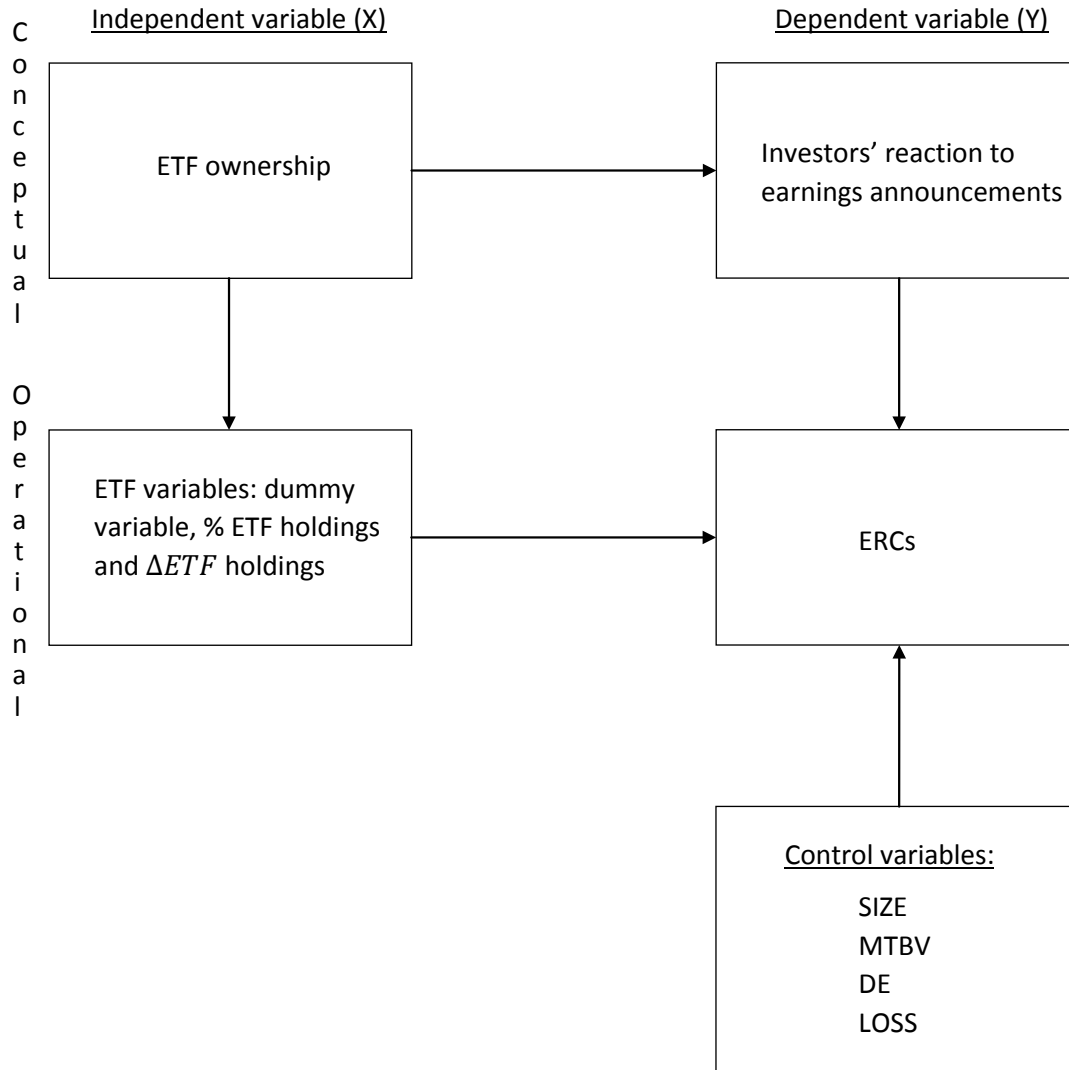 Independent variable (X)
Dependent variable (Y)
Conceptual
ETF ownership
Investors’ reaction to
earnings announcements
Operational
ETF variables: dummy
variable, % ETF holdings
and ΔETF holdings
ERCs
Control variables:
SIZE
MTBV
DE
LOSS